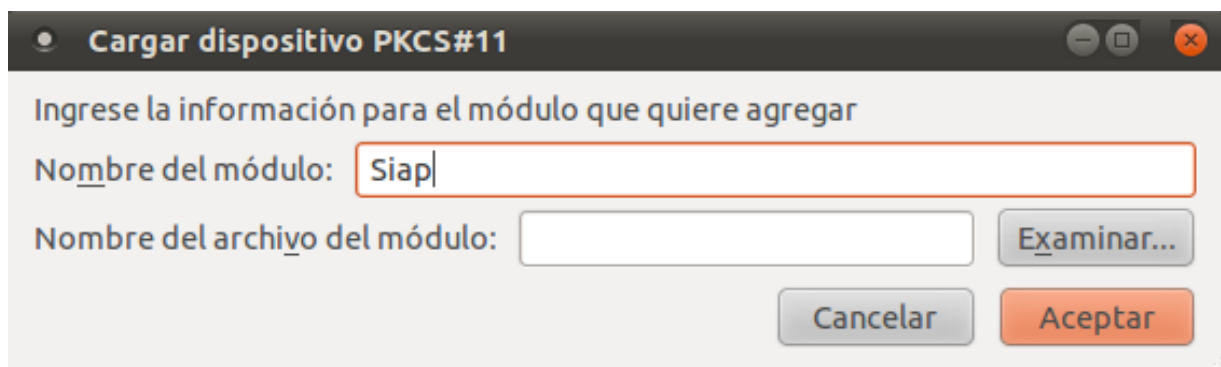 Cargar dispositivo PKCS#11
Ingrese la información para el módulo que quiere agregar
Nombre del módulo: Siap
Nombre del archivo del módulo: Examinar...
Cancelar Aceptar